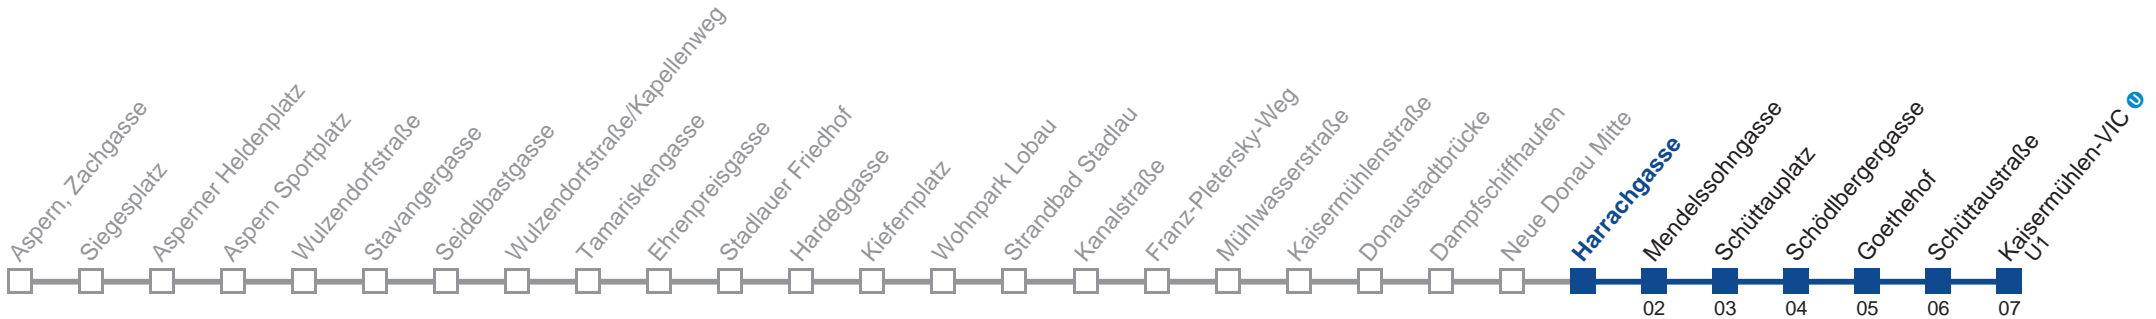 Aspern, Zachgasse
Siegesplatz
Asperner Heldenplatz
Aspern Sportplatz
Wulzendorfstraße
Stavangergasse
Seidelbastgasse
Wulzendorfstraße/Kapellenweg
Tamariskengasse
Ehrenpreisgasse
Stadlauer Friedhof
Hardeggasse
Kiefernplatz
Wohnpark Lobau
Strandbad Stadlau
Kanalstraße
Franz-Pletersky-Weg
Mühlwasserstraße
Kaisermühlenstraße
Donaustadtbrücke
Dampfschiffhaufen
Neue Donau Mitte
Harrachgasse
Mendelssohngasse
Schüttauplatz
Schödlbergergasse
Goethehof
Schüttaustraße
Kaisermühlen-VIC U
U1
02 03 04 05 06 07